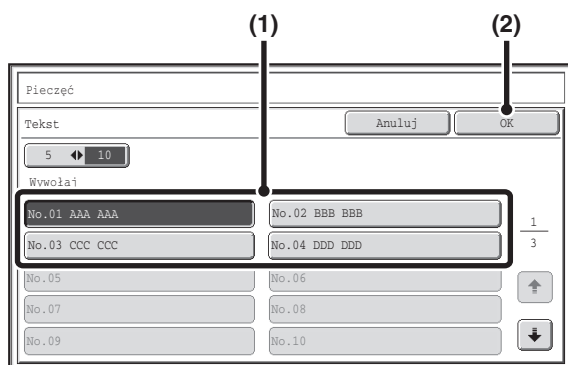 (1) (2)
Pieczęć
Tekst Anuluj OK
5 10
Wywołaj
No.01 AAA AAA No.02 BBB BBB 1
No.03 CCC CCC No.04 DDD DDD 3
No.05 No.06
No.07 No.08
No.09 No.10